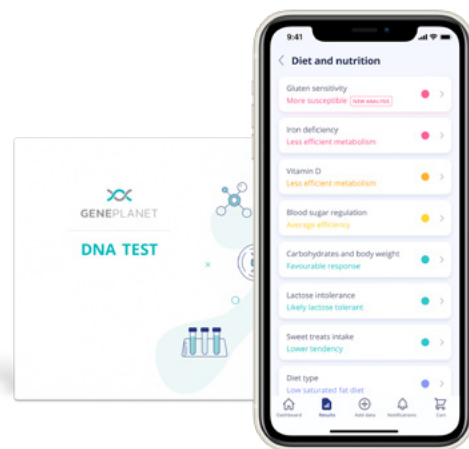 GENEPLANET
DNA TEST
9:41
Diet and nutrition
Gluten sensitivity
More susceptible NEW ANALYSIS
Iron deficiency
Less efficient metabolism
Vitamin D
Less efficient metabolism
Blood sugar regulation
Average efficiency
Carbohydrates and body weight
Favourable response
Lactose intolerance
Likely lactose tolerant
Sweet treats intake
Lower tendency
Diet type
Low saturated fat diet
Dashboard
Results
Add data
Notifications
Cart